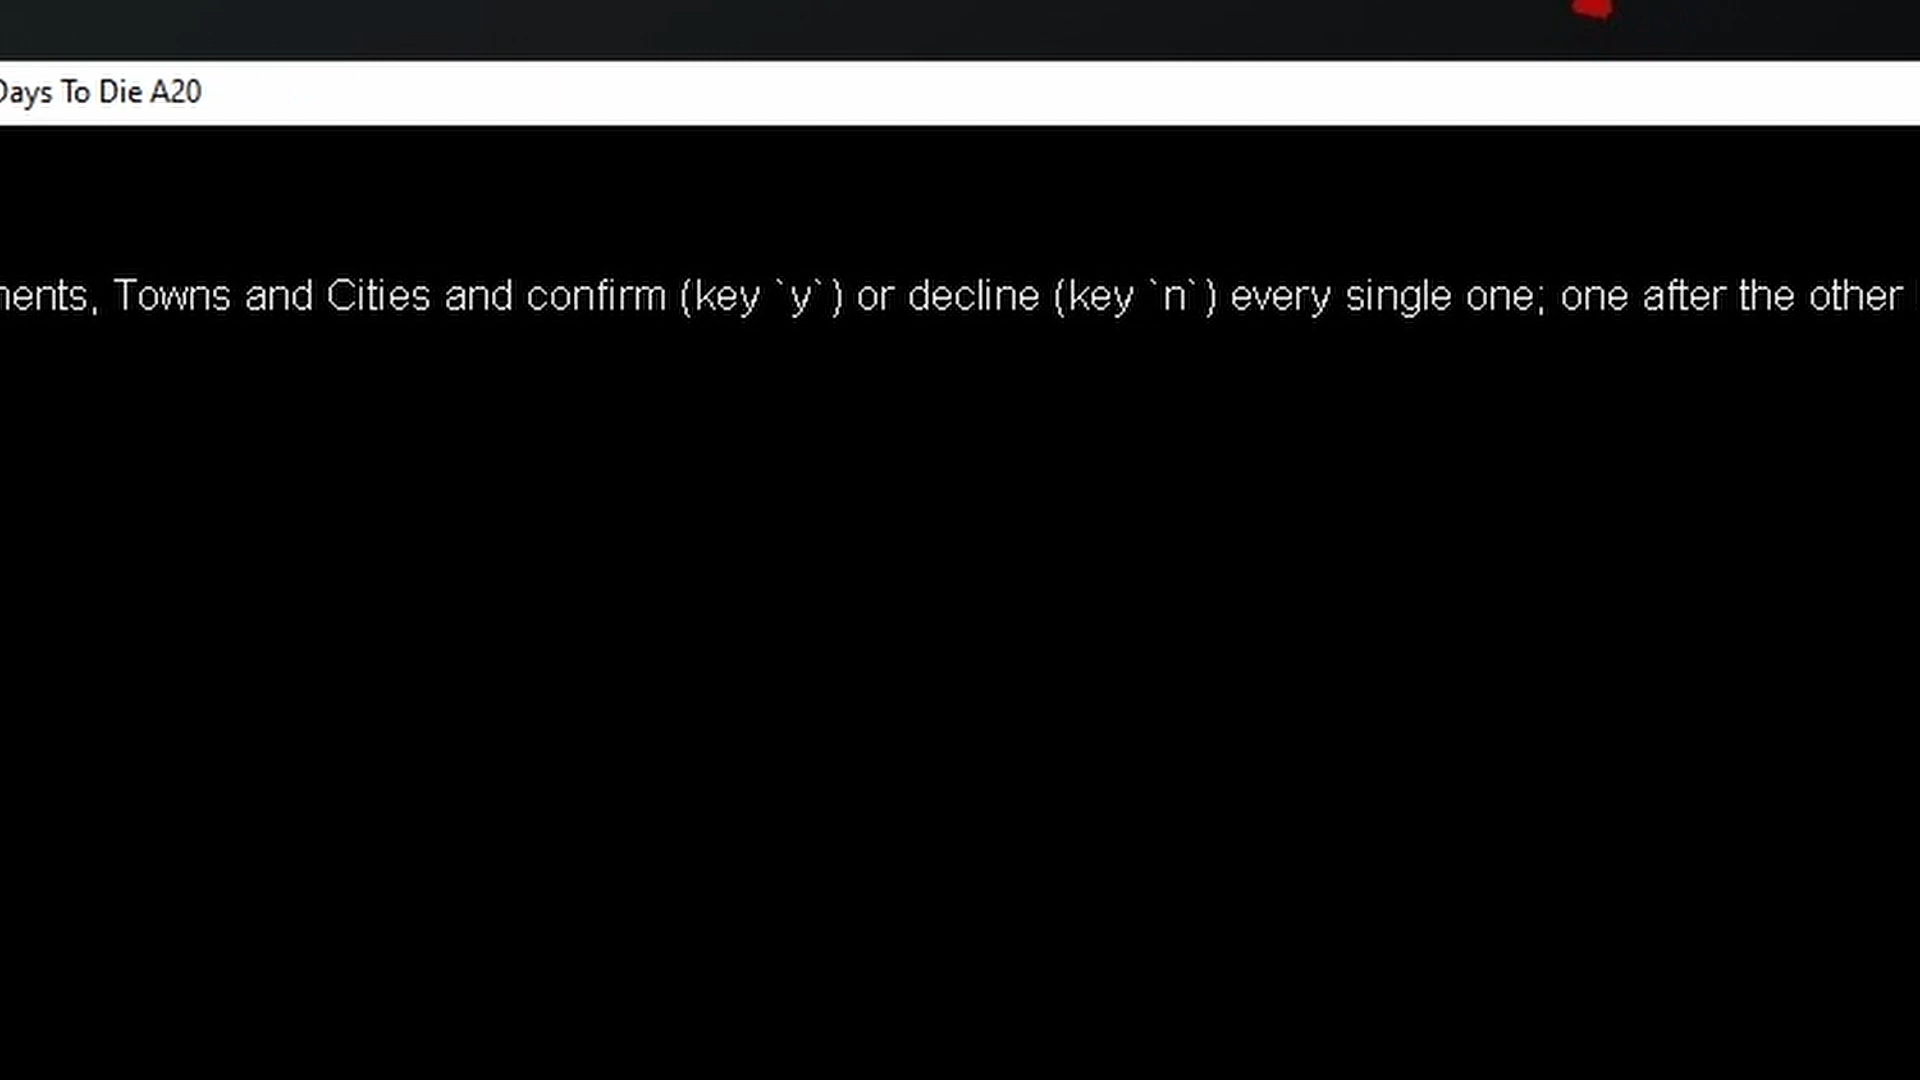 Days To Die A20
Towns and Cities and confirm (key `y`) or decline (key `n`) every single one; one after the other